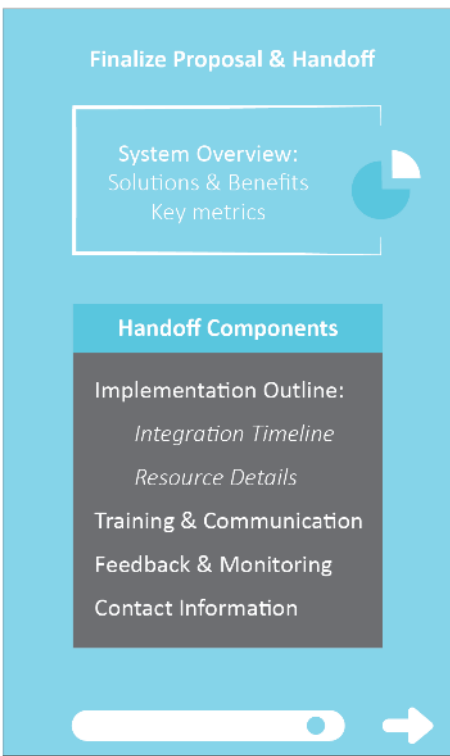 Finalize Proposal & Handoff
System Overview:
Solutions & Benefits
Key metrics
Handoff Components
Implementation Outline:
Integration Timeline
Resource Details
Training & Communication
Feedback & Monitoring
Contact Information